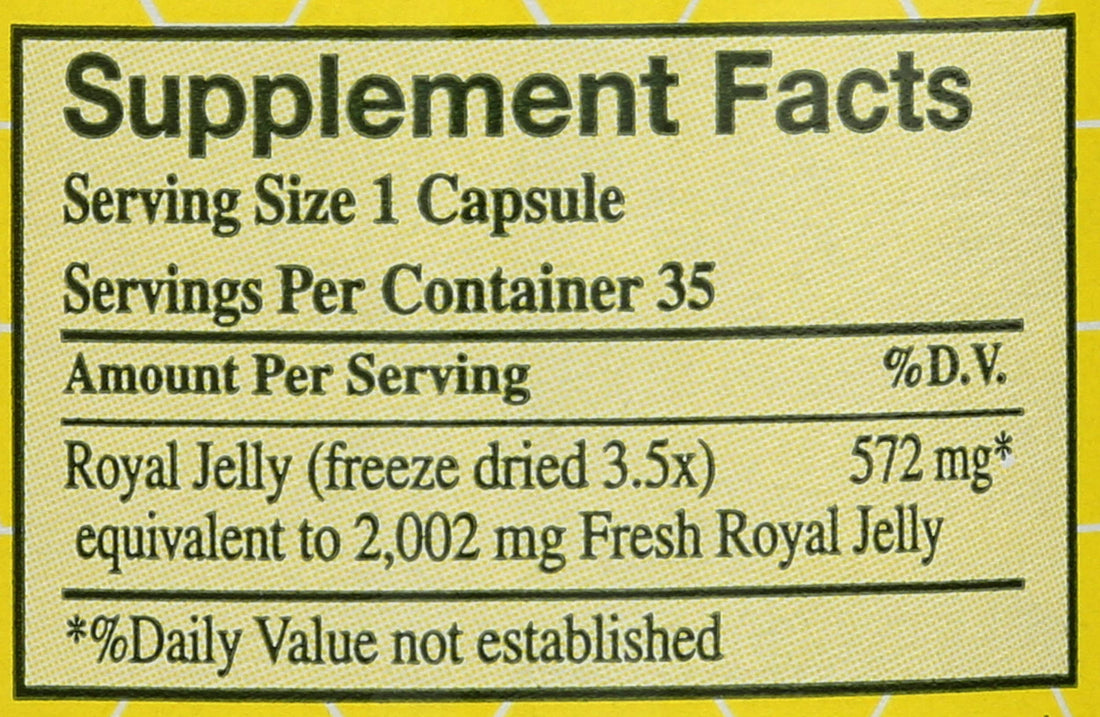 Supplement Facts
Serving Size 1 Capsule
Servings Per Container 35
Amount Per Serving %D.V.
Royal Jelly (freeze dried 3.5x) 572 mg*
equivalent to 2,002 mg Fresh Royal Jelly
*%Daily Value not established